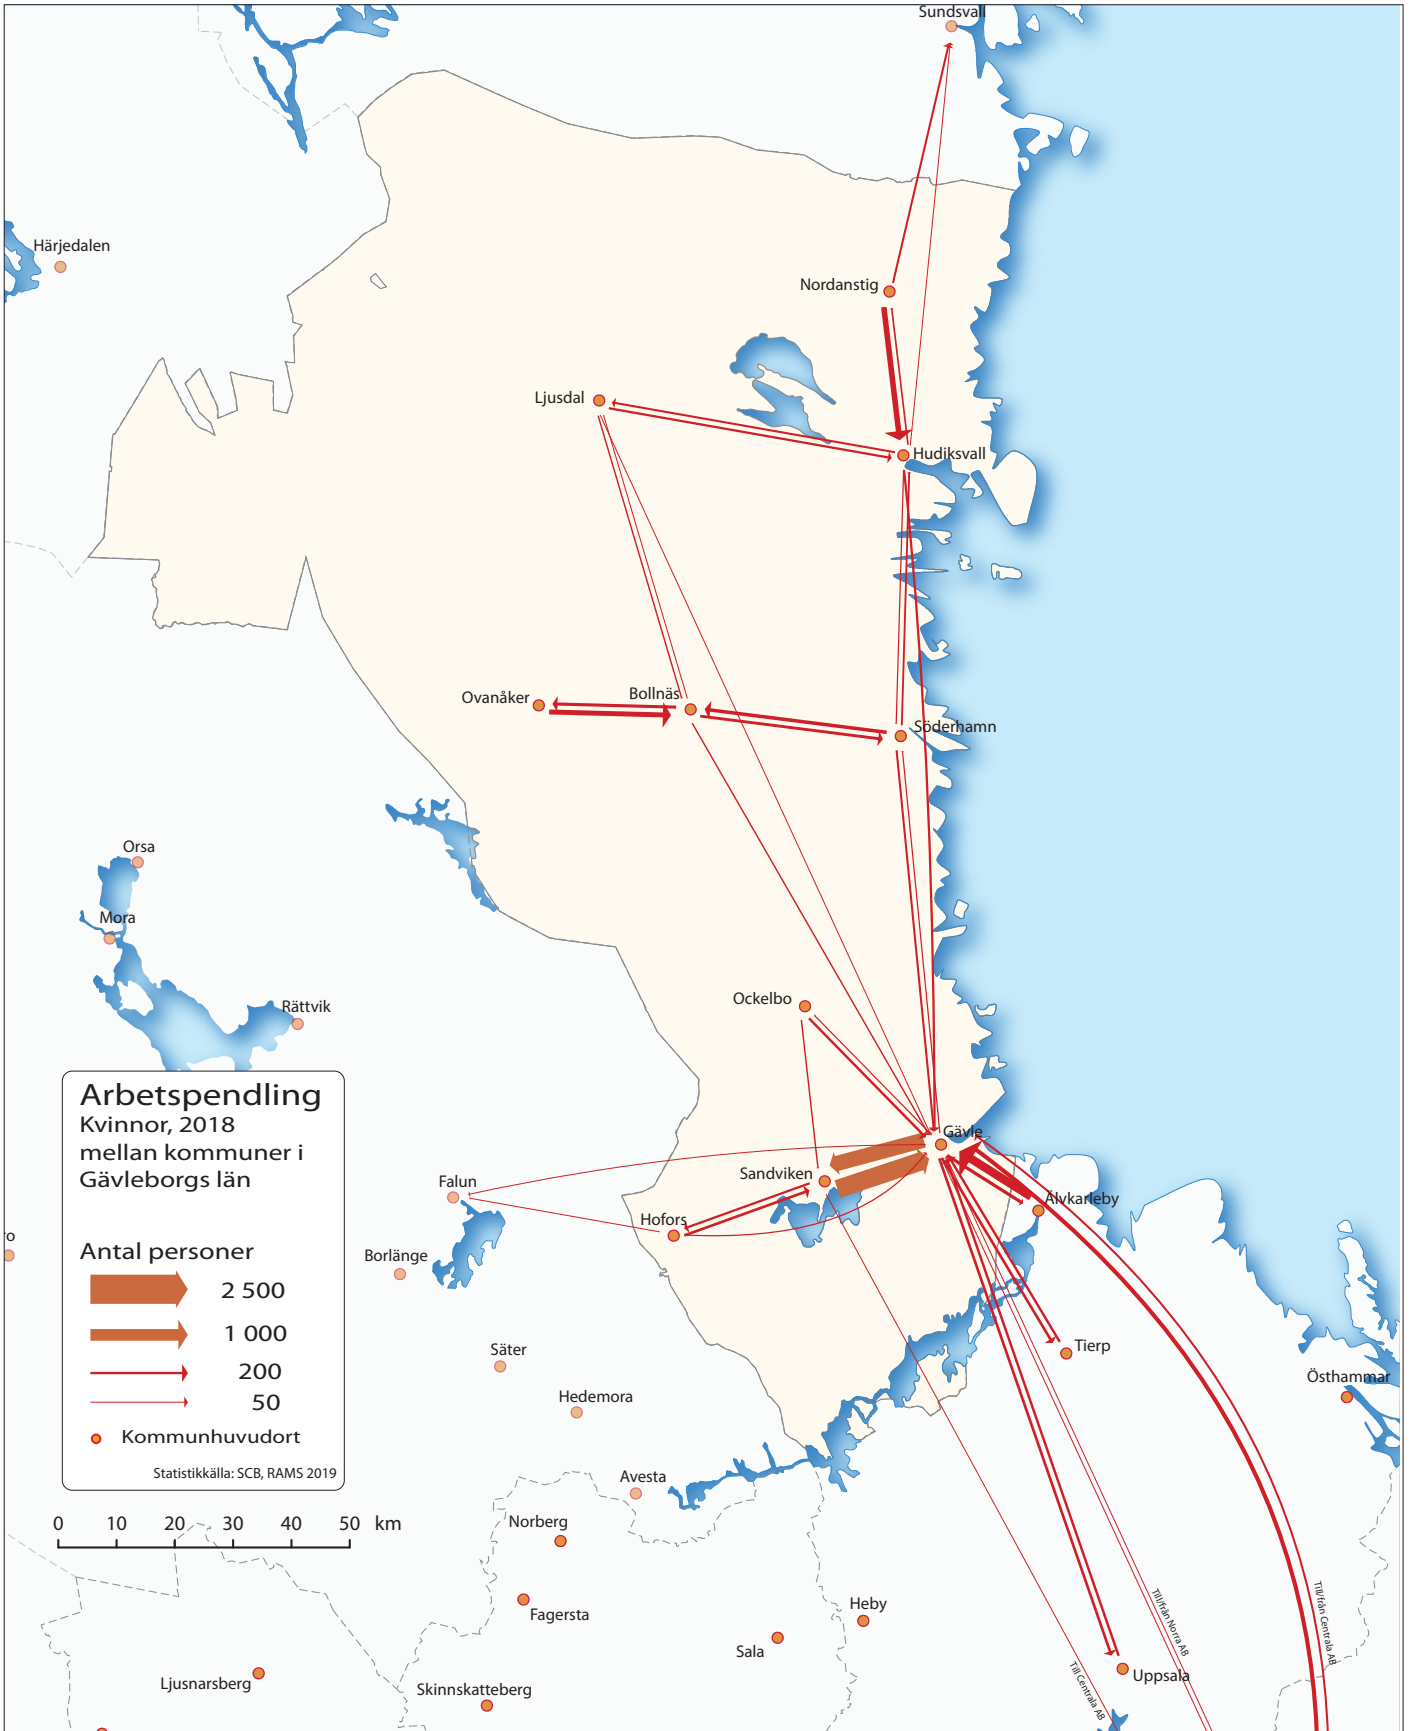 Sundsvall
Härjedalen
Nordanstig
Ljusdal
Hudiksvall
Ovanåker
Bollnäs
Söderhamn
Orsa
Mora
Rättvik
Ockelbo
Arbetspendling
Kvinnor, 2018
mellan kommuner i
Gävleborgs län
Gävle
Sandviken
Falun
Älvkarleby
Hofors
ro
Borlänge
Antal personer
2 500
1 000
200
50
Kommunhuvudort
Statistikkälla: SCB, RAMS 2019
Säter
Tierp
Hedemora
Östhammar
Avesta
0 10 20 30 40 50 km
Norberg
Fagersta
Heby
Sala
Till/från Norra AB
Till/från Centrala AB
Till Centrala AB
Uppsala
Ljusnarsberg
Skinnskatteberg